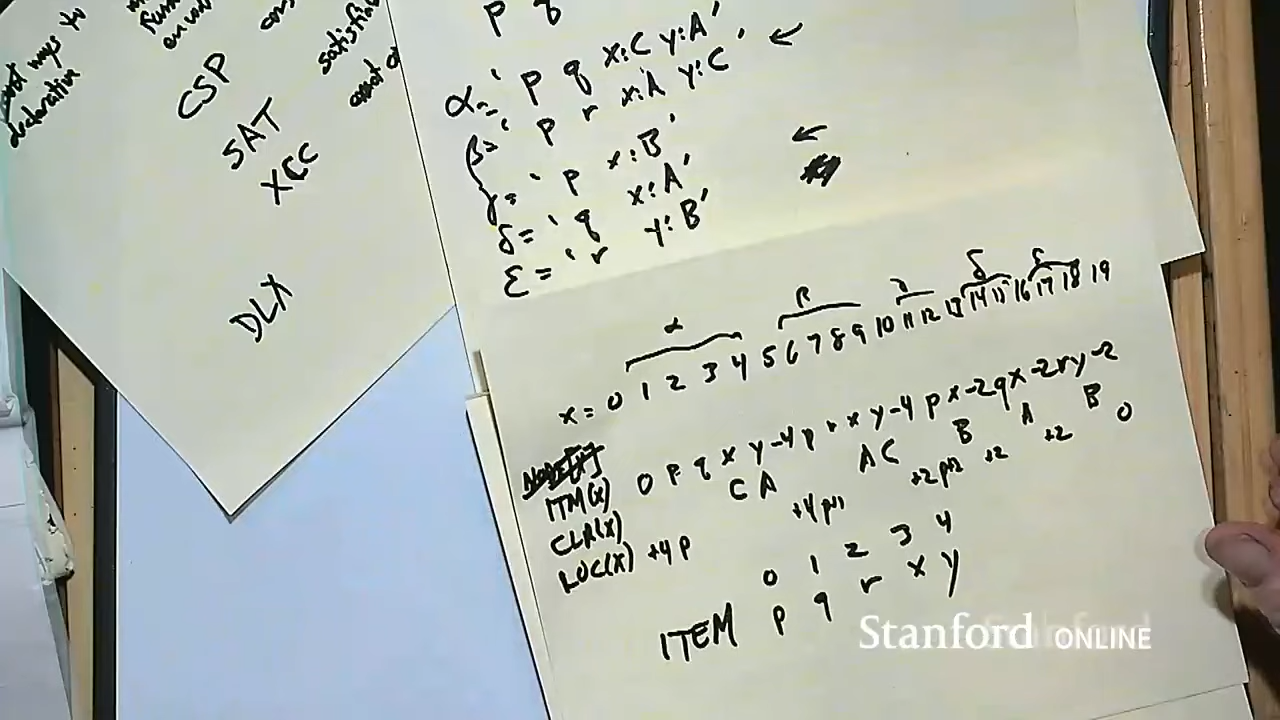 CSP
SAT
XCC
DLX
declarative
p q
α = ' p q x:C y:A' ←
β = ' p r x:A y:C'
γ = ' p x:B' ←
δ = ' q x:A'
ε = ' r y:B'
α β γ δ ε
x = 0 1 2 3 4 5 6 7 8 9 10 11 12 13 14 15 16 17 18 19
ITM(x) 0 p q x y -4 p r x y -4 p x -2 q x -2 r y -2
CLR(x) C A A C B A B 0
LOC(x) +4 p +4 +2 +2 +2
0 1 2 3 4
ITEM p q r x y
Stanford ONLINE